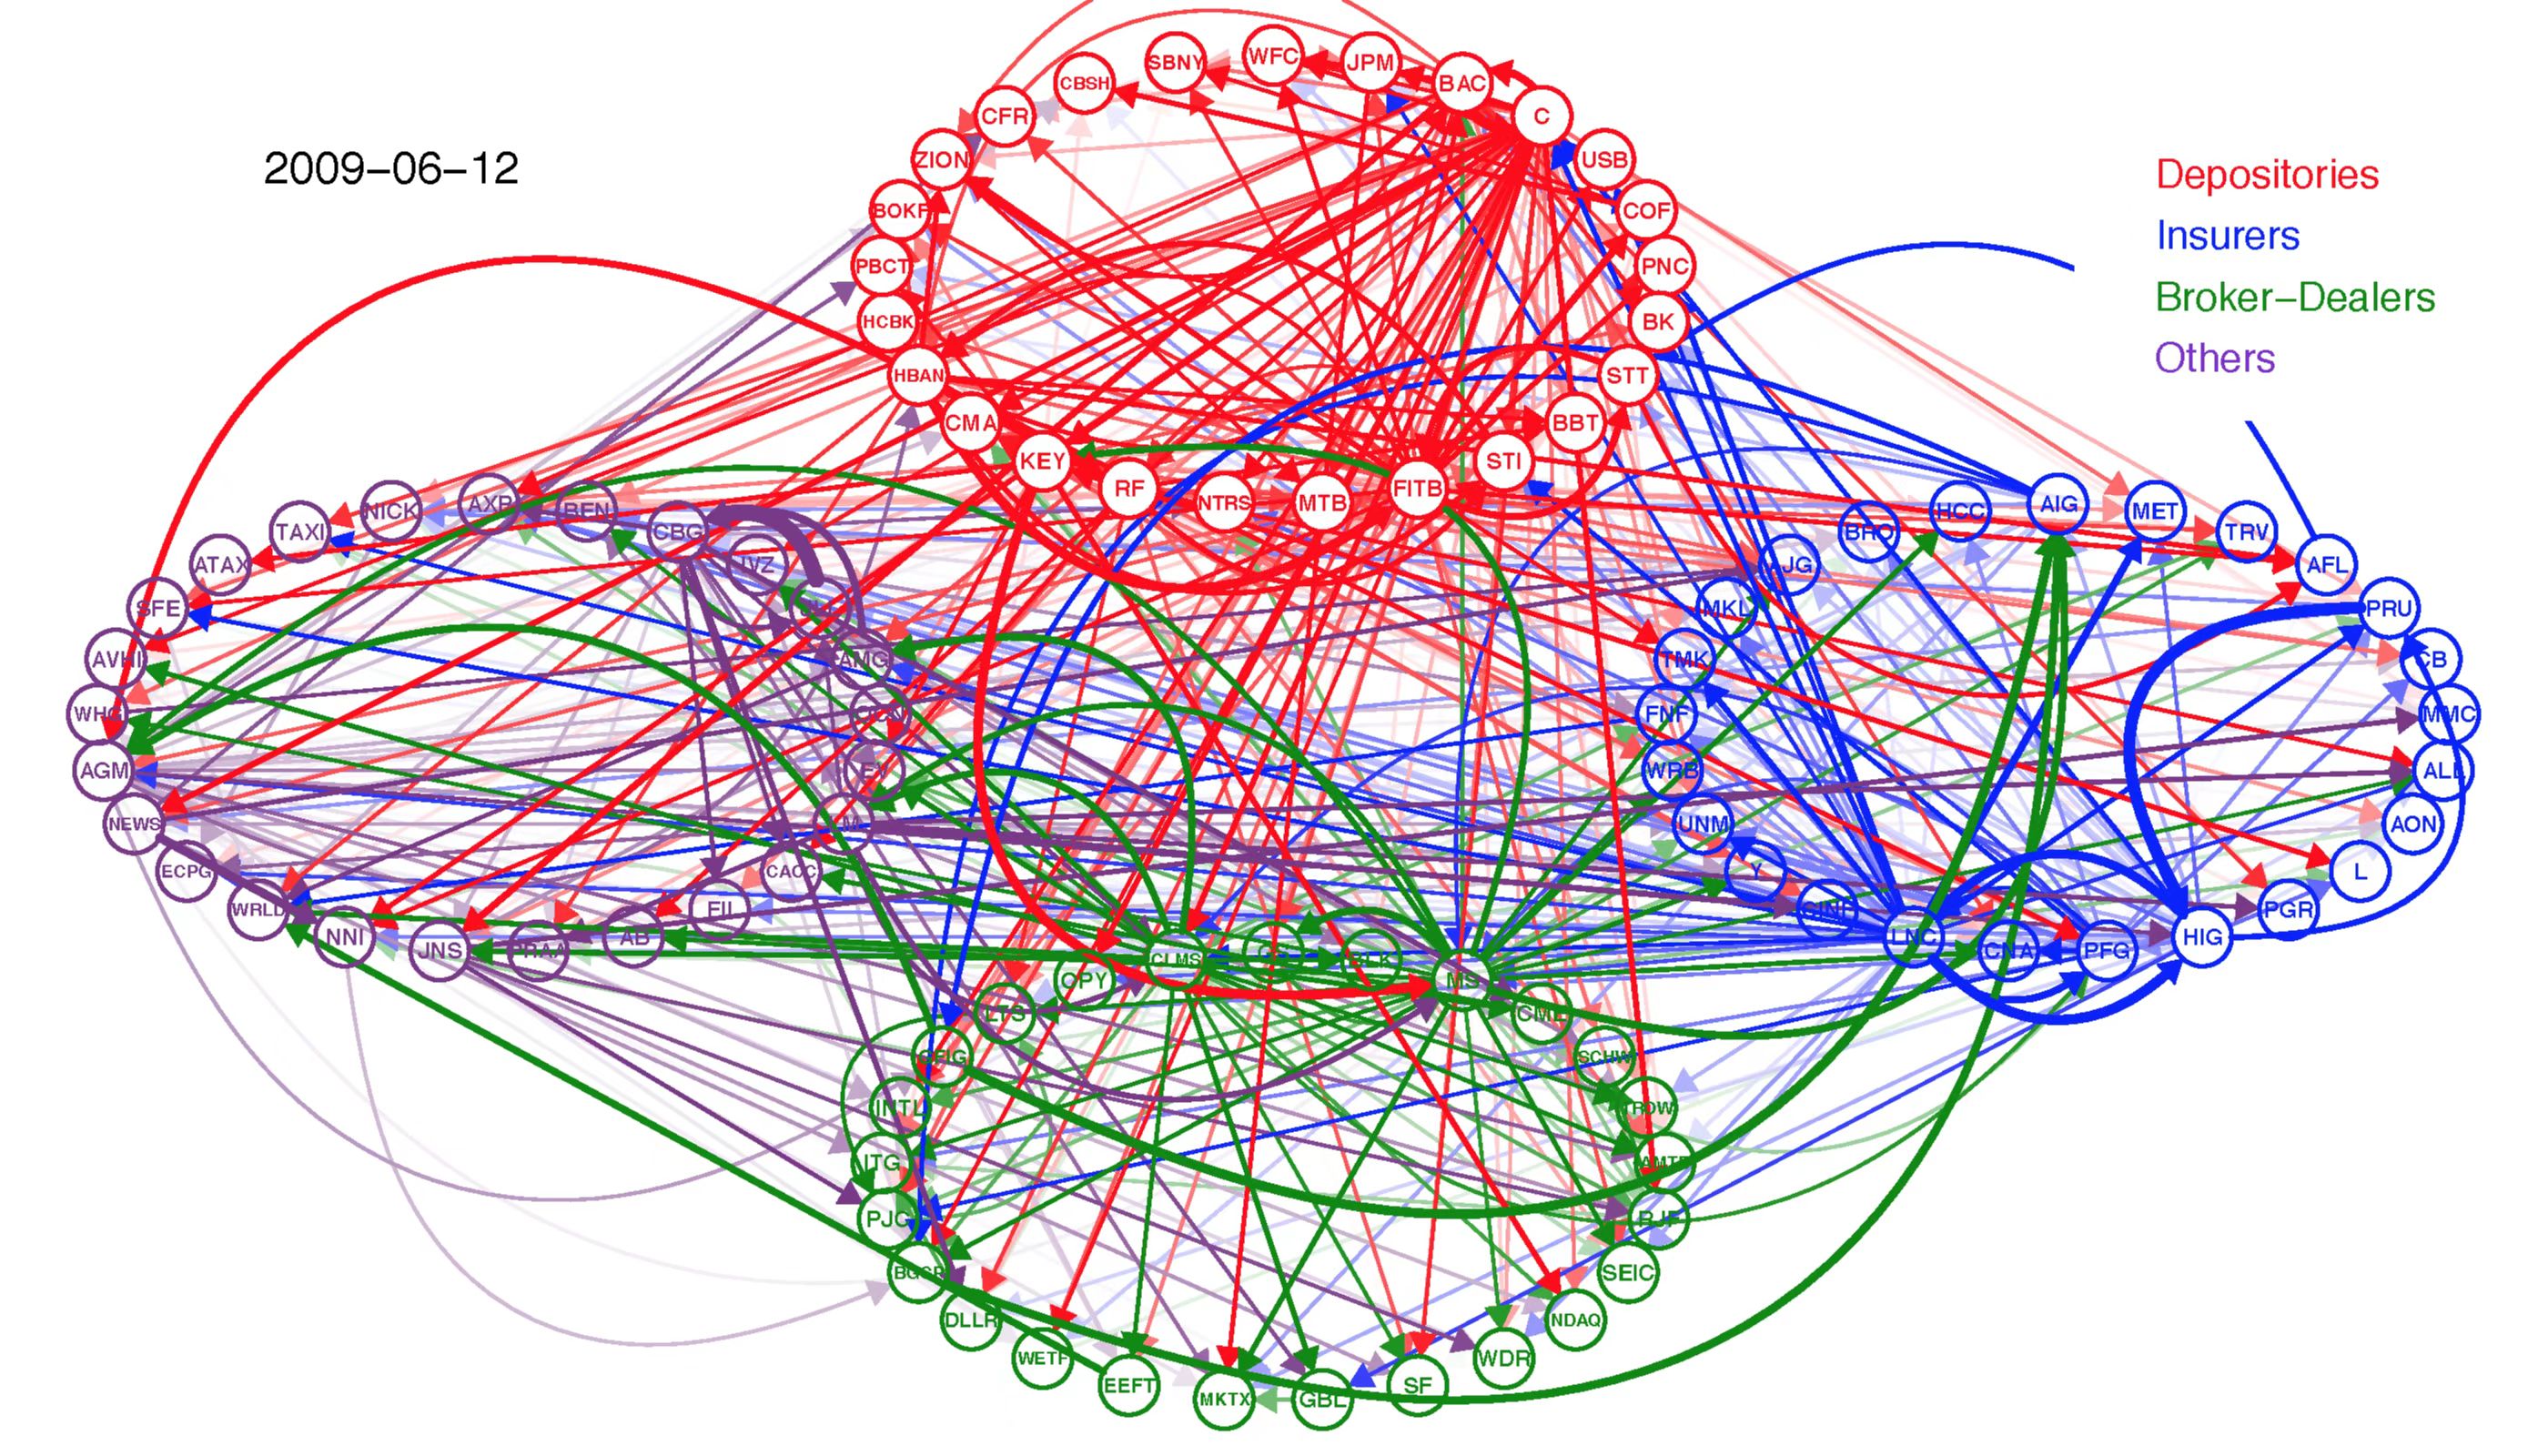 2009–06–12
Depositories
Insurers
Broker–Dealers
Others
SBNY
WFC
JPM
BAC
CBSH
C
CFR
USB
ZION
COF
BOKF
PNC
PBCT
BK
HCBK
STT
HBAN
BBT
CMA
STI
KEY
RF
NTRS
MTB
FITB
NICK
AXP
BEN
CBG
TAXI
IVZ
ATAX
SFE
AMG
AVHI
OCN
WHG
EV
AGM
NEWS
CACC
ECPG
FII
WRLD
AB
NNI
PRAA
JNS
AIG
MET
HCC
BRO
TRV
AJG
AFL
MKL
PRU
TMK
CB
FNF
MMC
WRB
ALL
UNM
AON
Y
L
CINF
PGR
LNC
CNA
PFG
HIG
CLMS
BLK
OPY
MS
LTS
CME
SCHW
INTL
TROW
ITG
AMTD
PJC
RJF
BGCP
SEIC
DLLR
NDAQ
WETF
WDR
EEFT
MKTX
GBL
SF